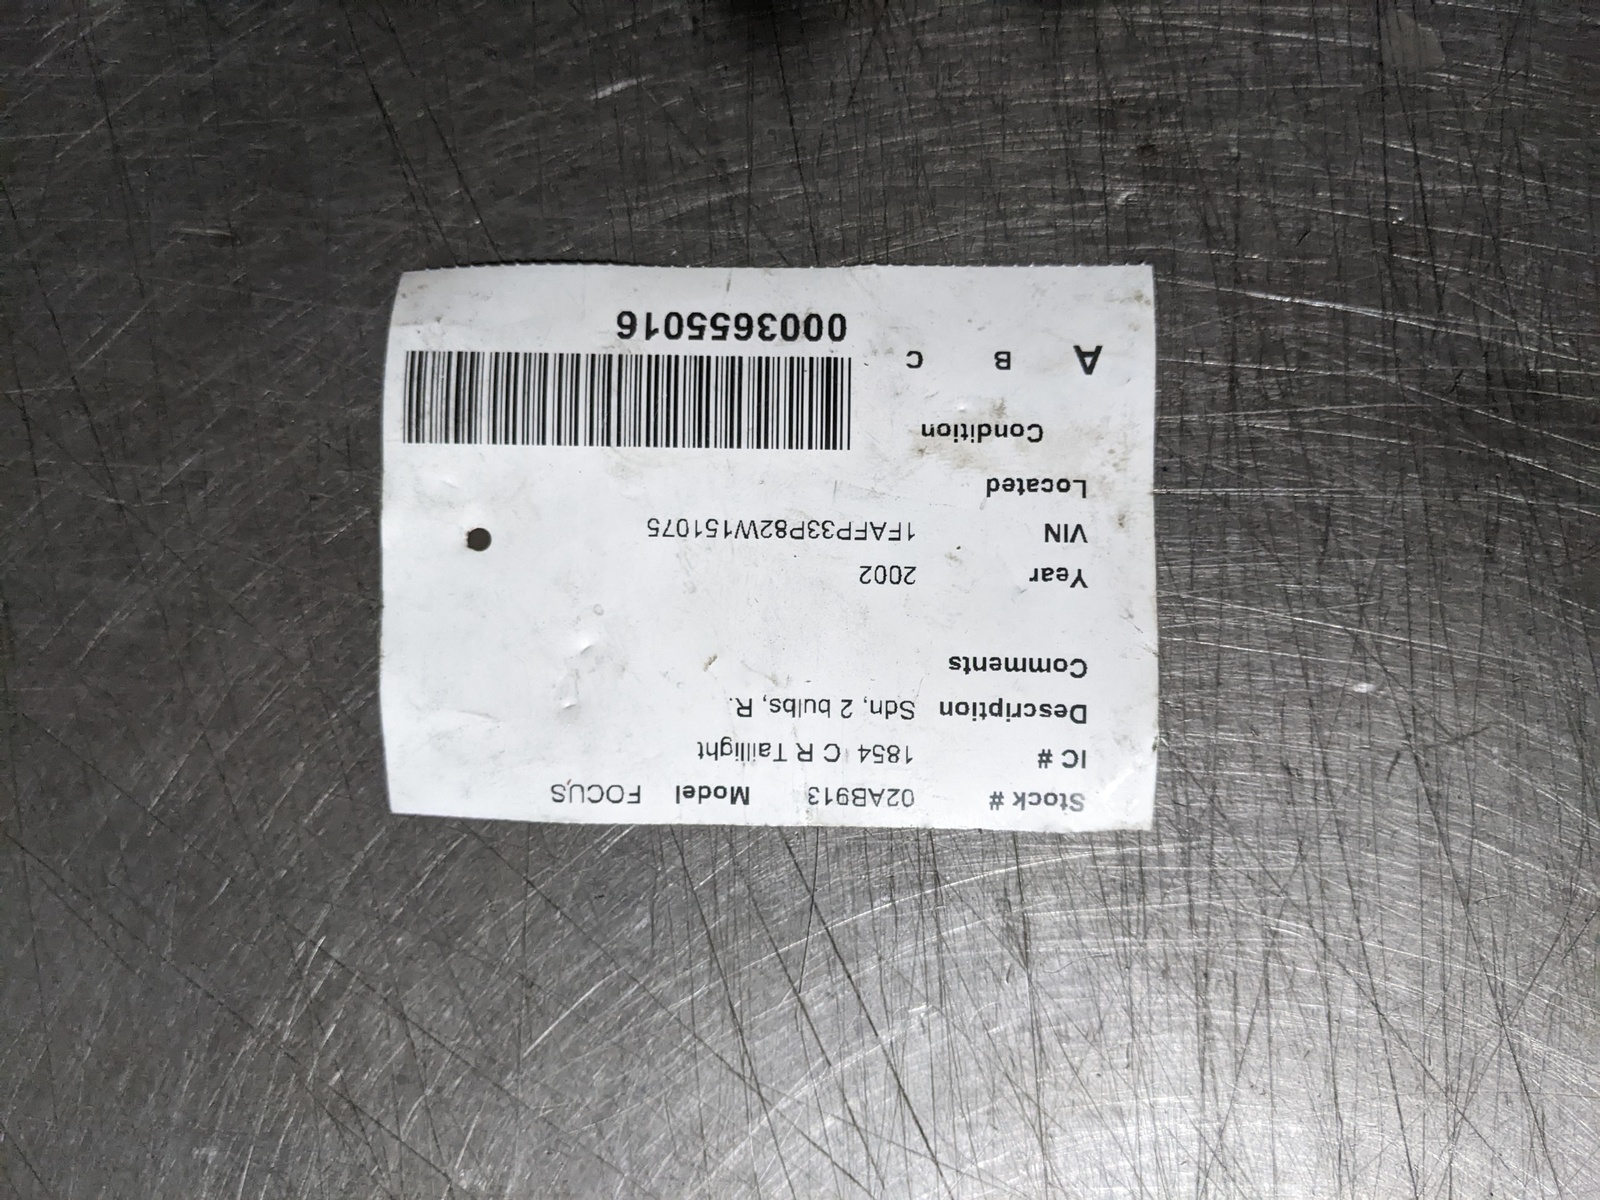 Stock # 02AB913 Model FOCUS
IC # 1854 C R Taillight
Description Sdn, 2 bulbs, R.
Comments
Year 2002
VIN 1FAFP33P82W151075
Located
Condition
A B C
0003655016